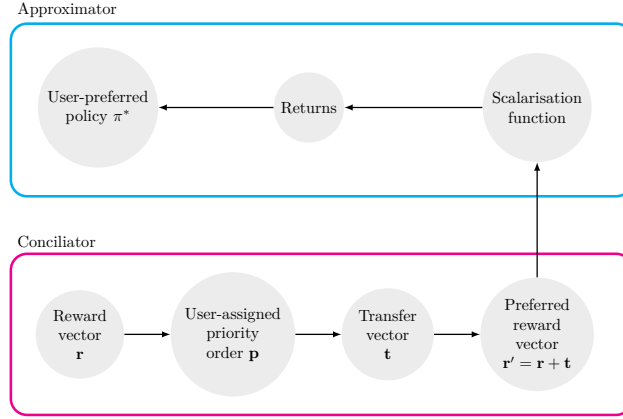 Approximator
User-preferred
policy π*
Returns
Scalarisation
function
Conciliator
Reward
vector
r
User-assigned
priority
order p
Transfer
vector
t
Preferred
reward
vector
r′ = r + t